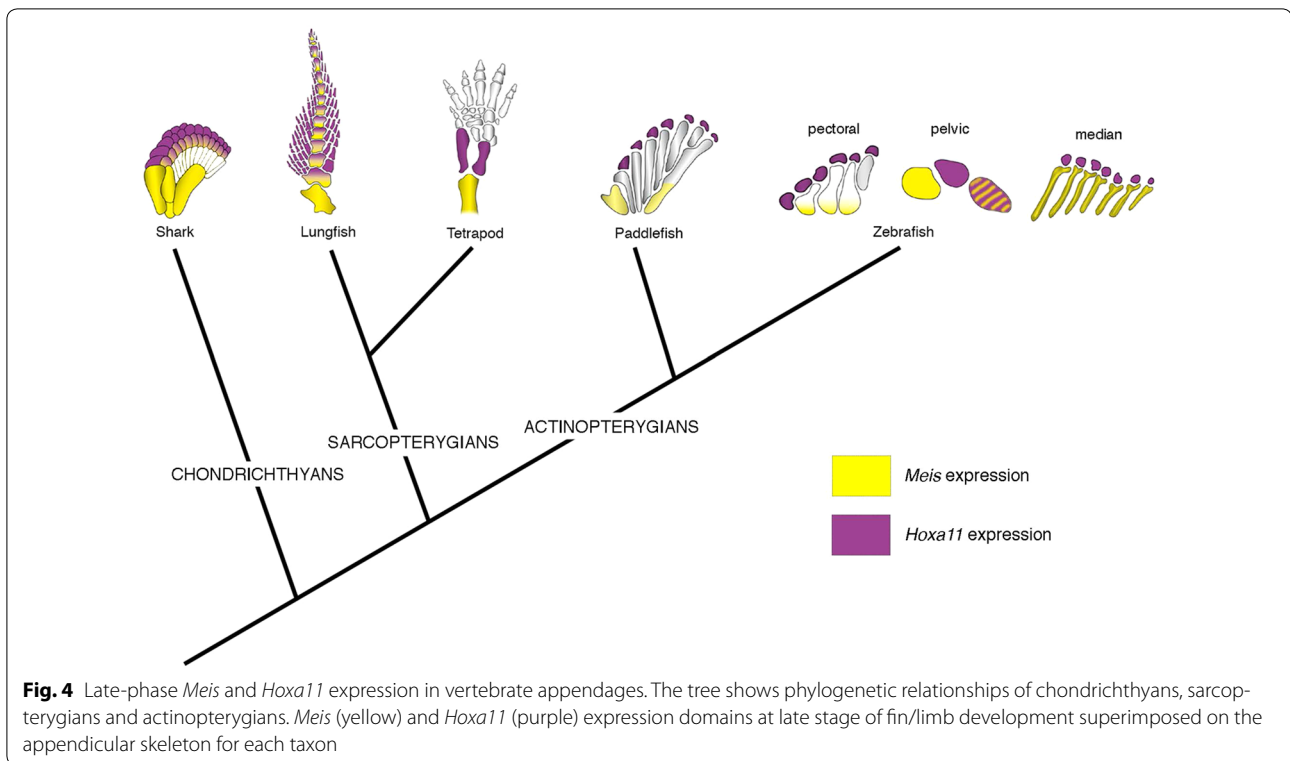 pectoral
pelvic
median
Shark
Lungfish
Tetrapod
Paddlefish
Zebrafish
ACTINOPTERYGIANS
SARCOPTERYGIANS
CHONDRICHTHYANS
Meis expression
Hoxa11 expression
Fig. 4 Late-phase Meis and Hoxa11 expression in vertebrate appendages. The tree shows phylogenetic relationships of chondrichthyans, sarcop-
terygians and actinopterygians. Meis (yellow) and Hoxa11 (purple) expression domains at late stage of fin/limb development superimposed on the
appendicular skeleton for each taxon